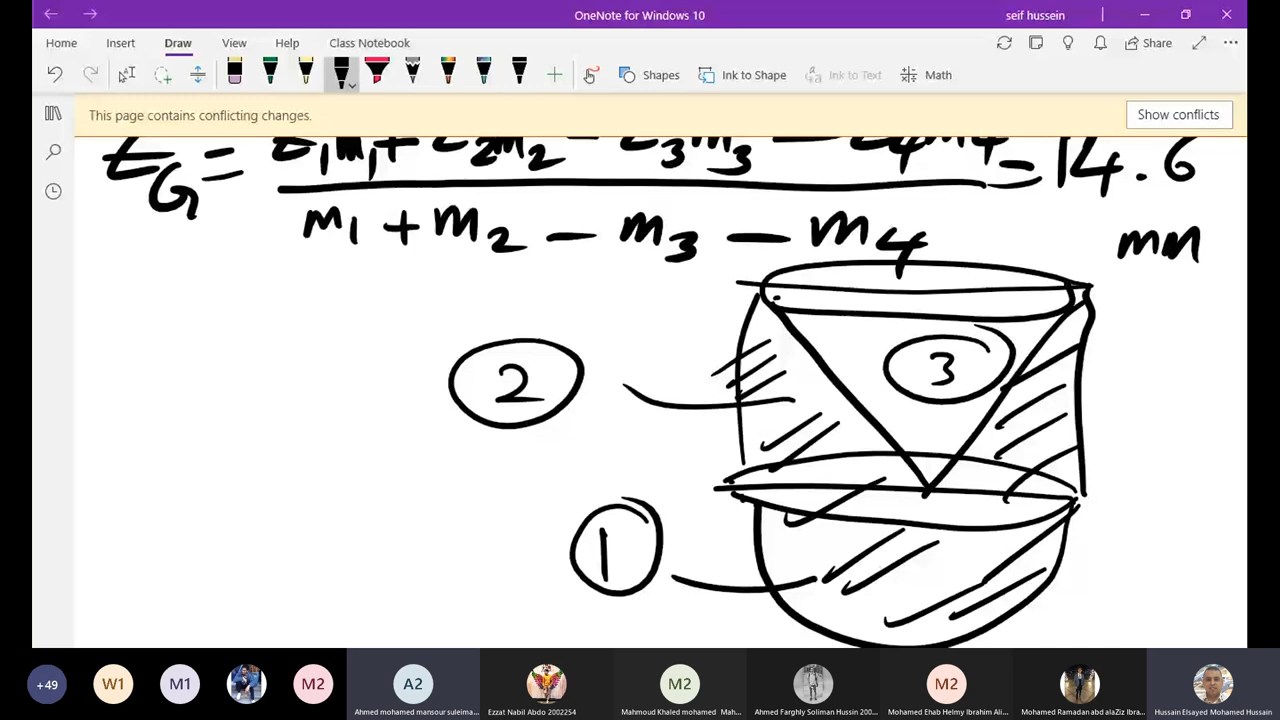 OneNote for Windows 10
seif hussein
Home Insert Draw View Help Class Notebook
Share
Shapes Ink to Shape Ink to Text Math
This page contains conflicting changes.
Show conflicts
= 14.6
m1 + m2 - m3 - m4
mm
2
3
1
+49 W1 M1 M2 A2 M2 M2
Ahmed mohamed mansour suleima...
Ezzat Nabil Abdo 2002254
Mahmoud Khaled mohamed Mah...
Ahmed Farghly Soliman Hussin 200...
Mohamed Ehab Helmy Ibrahim Ali...
Mohamed Ramadan abd alaZiz Ibra...
Hussain Elsayed Mohamed Hussain